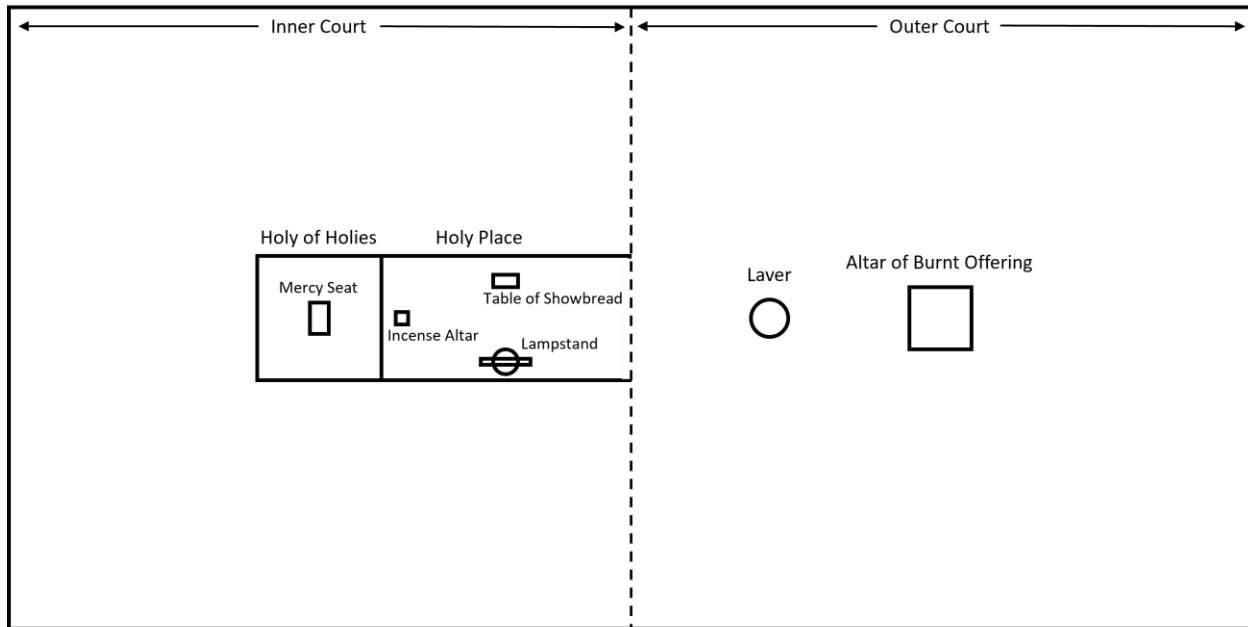 Inner Court
Outer Court
Holy of Holies
Holy Place
Mercy Seat
Table of Showbread
Incense Altar
Lampstand
Laver
Altar of Burnt Offering